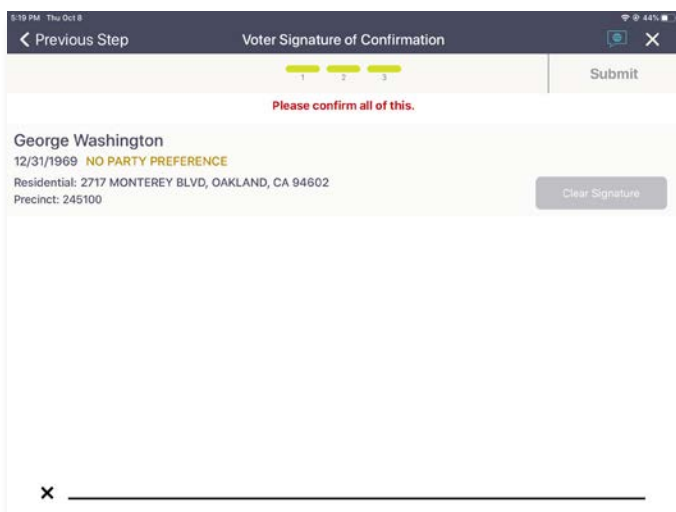 5:19 PM Thu Oct 8 44%
Previous Step Voter Signature of Confirmation
1 2 3 Submit
Please confirm all of this.
George Washington
12/31/1969 NO PARTY PREFERENCE
Residential: 2717 MONTEREY BLVD, OAKLAND, CA 94602
Precinct: 245100
Clear Signature
X